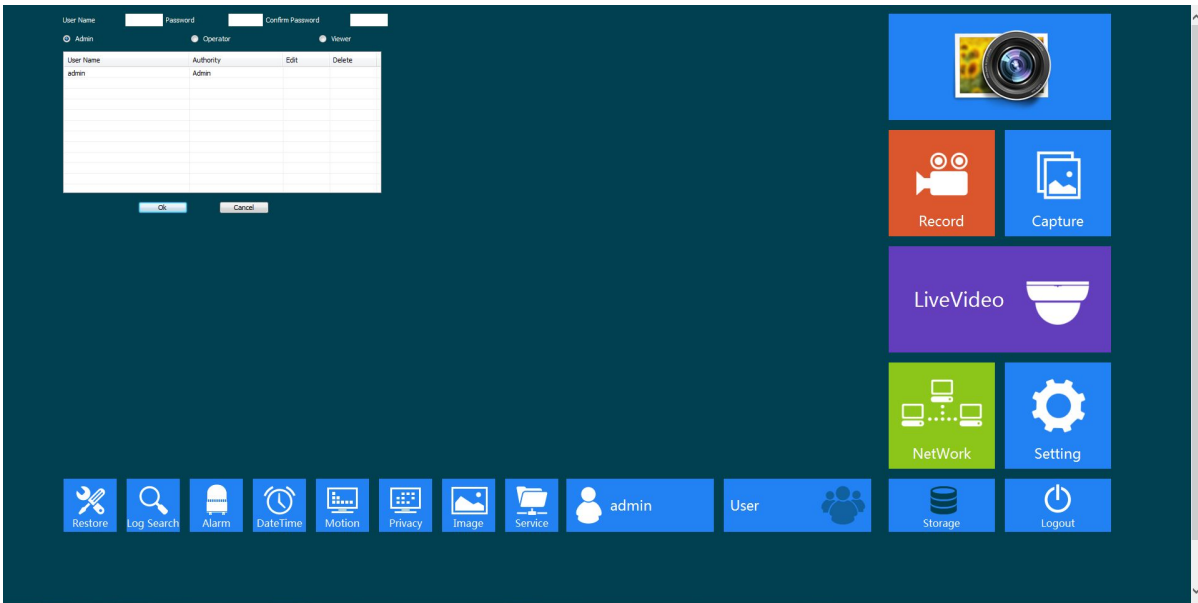 User Name Password Confirm Password
Admin Operator Viewer
User Name Authority Edit Delete
admin Admin
Ok Cancel
Record Capture
LiveVideo
NetWork Setting
Restore Log Search Alarm DateTime Motion Privacy Image Service admin User Storage Logout